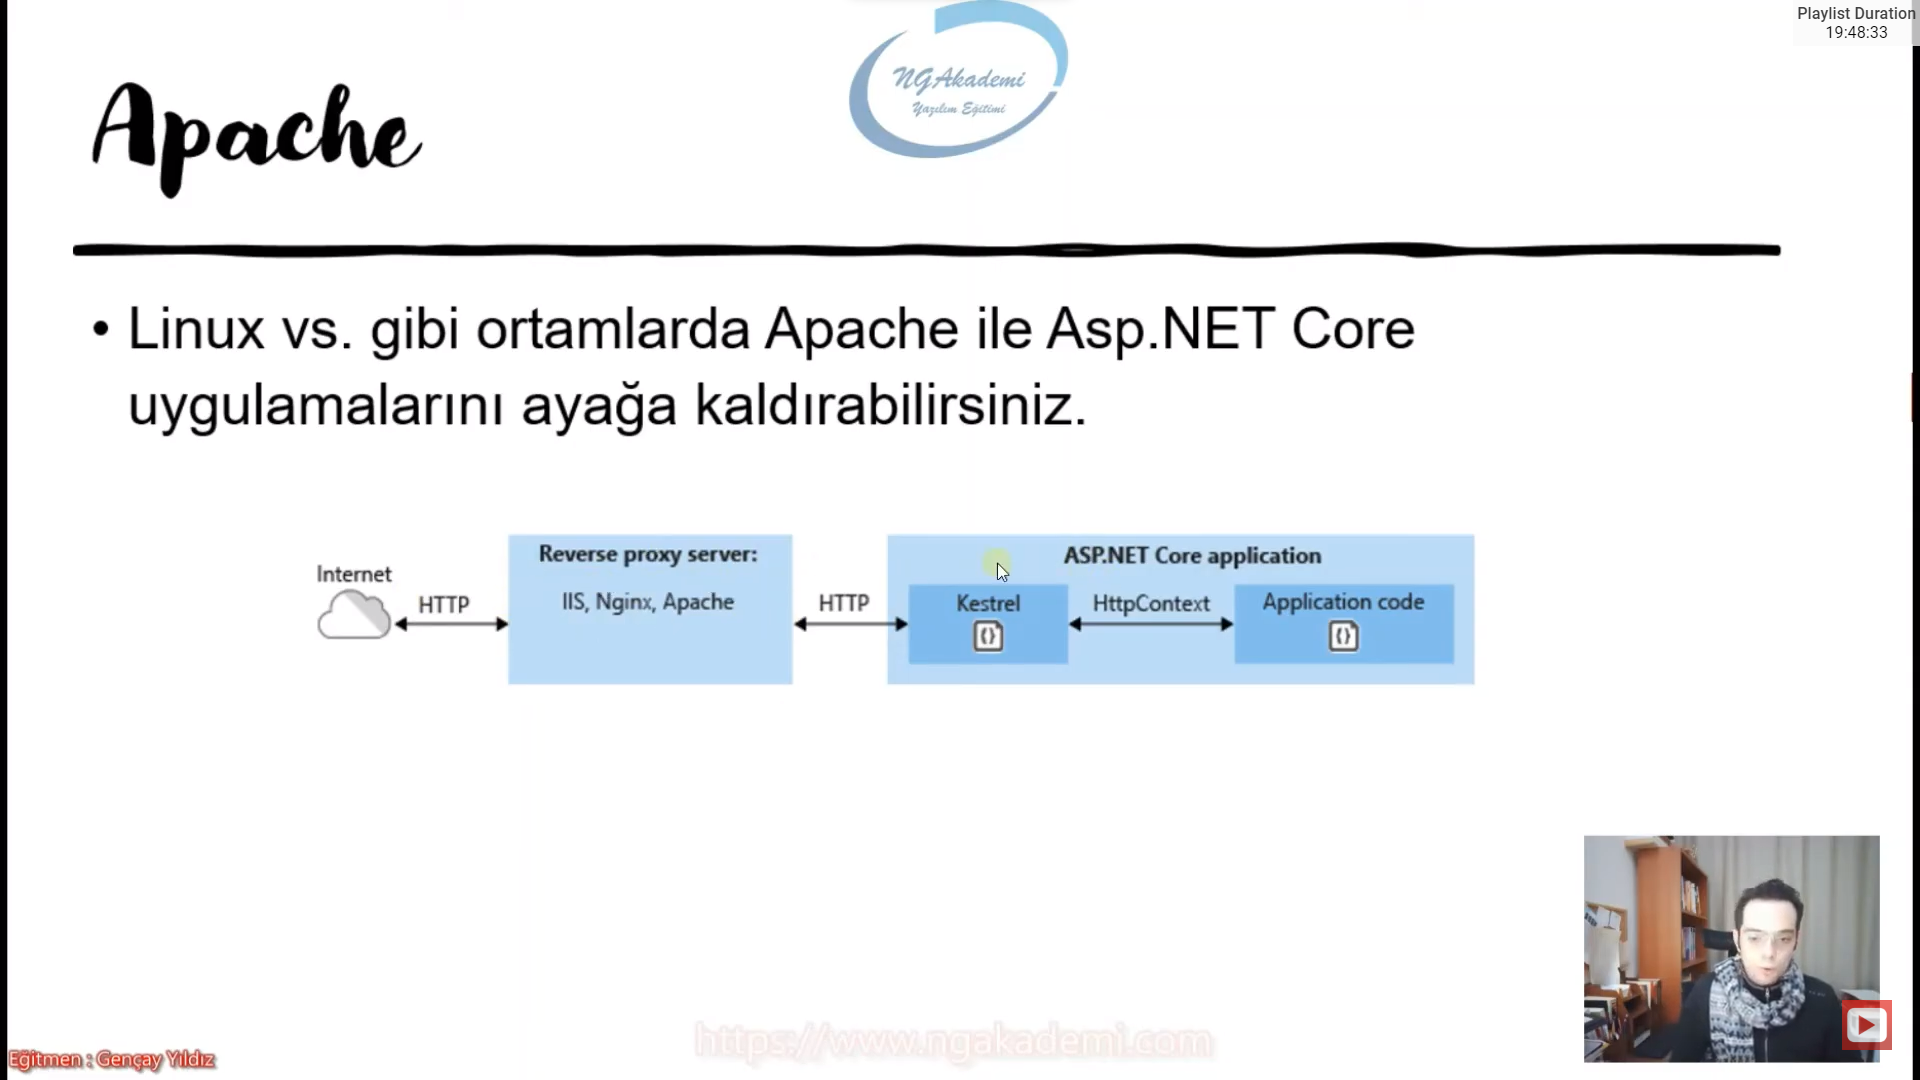 Playlist Duration
19:48:33
NGAkademi
Yazılım Eğitimi
Apache
• Linux vs. gibi ortamlarda Apache ile Asp.NET Core
uygulamalarını ayağa kaldırabilirsiniz.
Internet
HTTP
Reverse proxy server:
IIS, Nginx, Apache
HTTP
ASP.NET Core application
Kestrel
HttpContext
Application code
https://www.ngakademi.com
Eğitmen : Gençay Yıldız